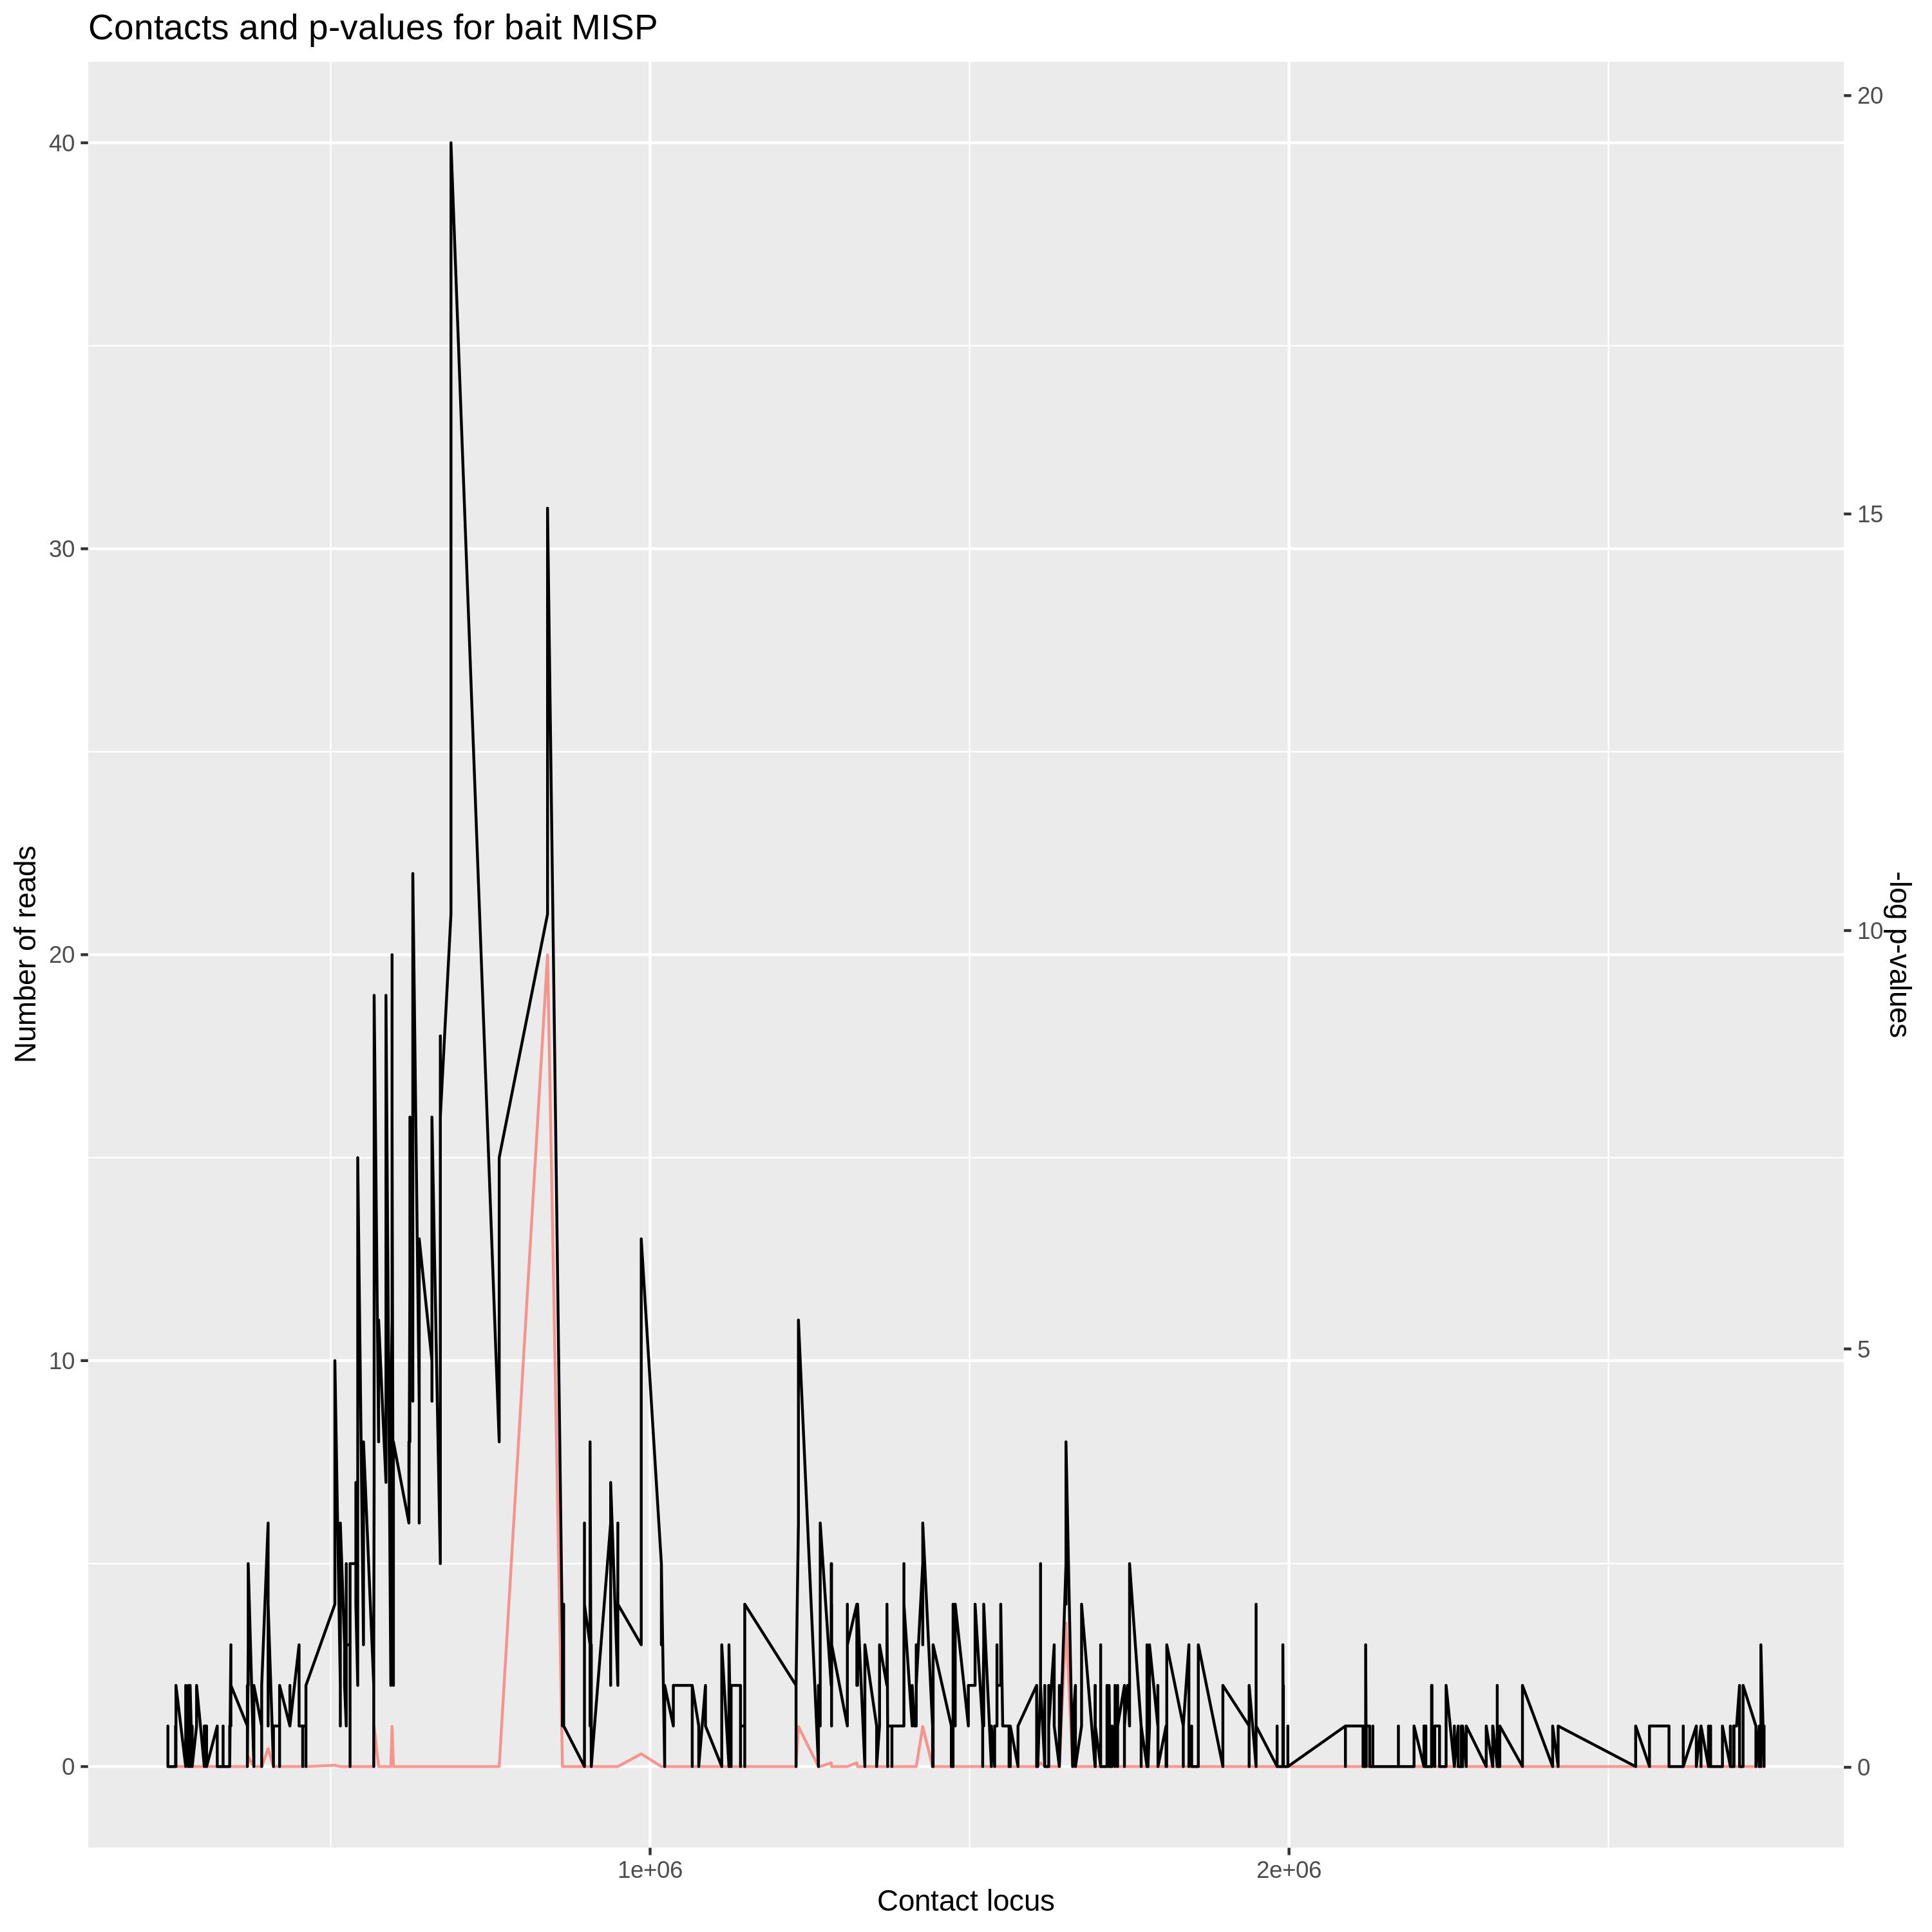 Contacts and p-values for bait MISP
40
30
20
10
0
Number of reads
20
15
10
5
0
-log p-values
1e+06
2e+06
Contact locus